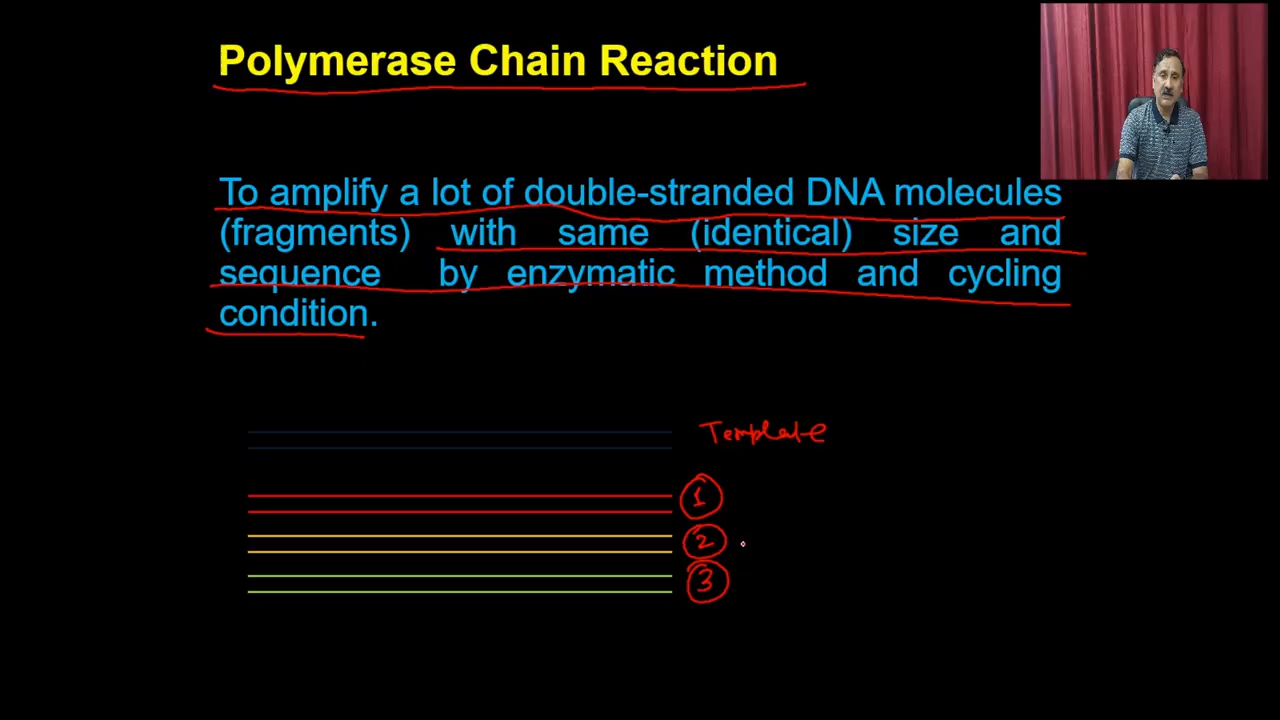 Polymerase Chain Reaction
To amplify a lot of double-stranded DNA molecules
(fragments) with same (identical) size and
sequence by enzymatic method and cycling
condition.
Template
1
2
3